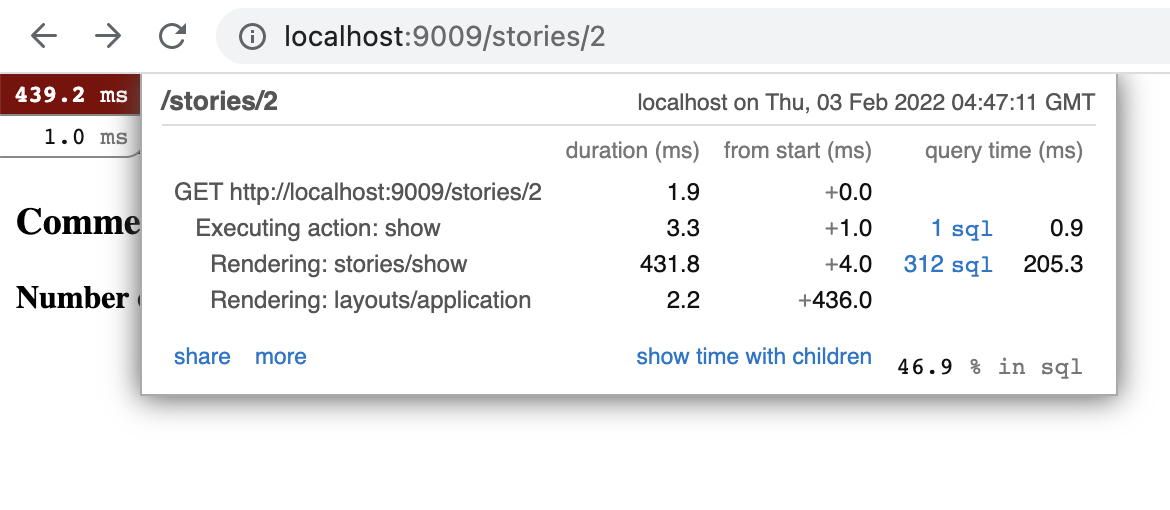 localhost:9009/stories/2
439.2 ms
1.0 ms
/stories/2 localhost on Thu, 03 Feb 2022 04:47:11 GMT
duration (ms) from start (ms) query time (ms)
GET http://localhost:9009/stories/2 1.9 +0.0
Executing action: show 3.3 +1.0 1 sql 0.9
Rendering: stories/show 431.8 +4.0 312 sql 205.3
Rendering: layouts/application 2.2 +436.0
share more show time with children 46.9 % in sql
Comme
Number